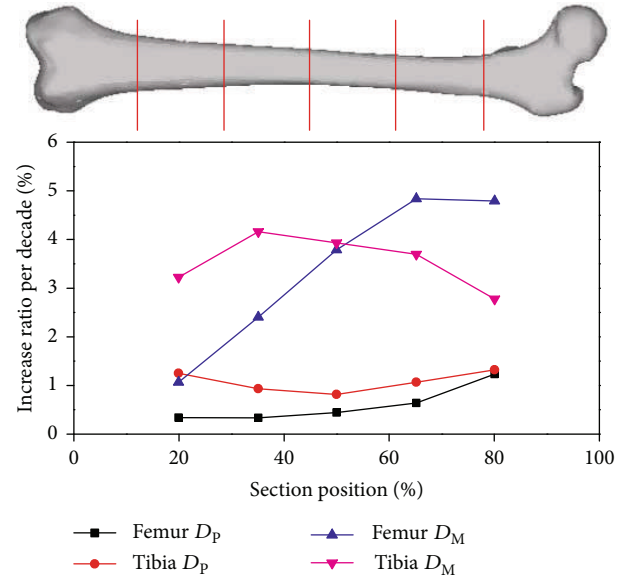 6
5
4
3
2
1
0
Increase ratio per decade (%)
0 20 40 60 80 100
Section position (%)
Femur D_P Femur D_M
Tibia D_P Tibia D_M